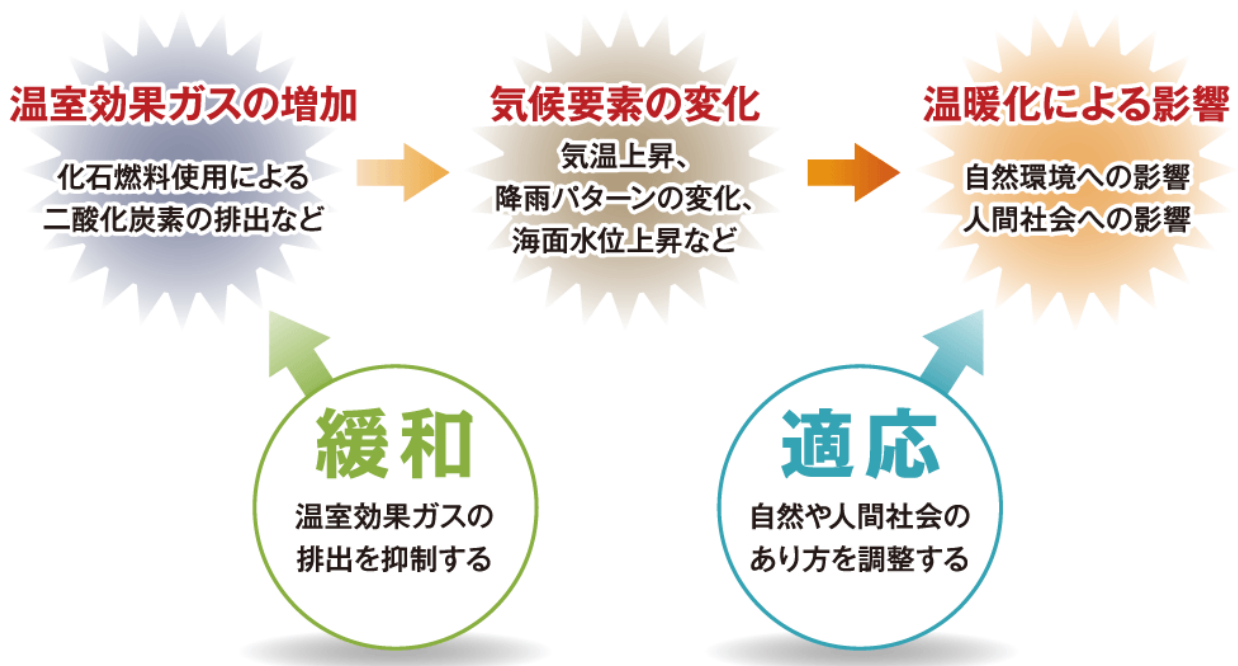 温室効果ガスの増加
化石燃料使用による
二酸化炭素の排出など
気候要素の変化
気温上昇、
降雨パターンの変化、
海面水位上昇など
温暖化による影響
自然環境への影響
人間社会への影響
緩和
温室効果ガスの
排出を抑制する
適応
自然や人間社会の
あり方を調整する